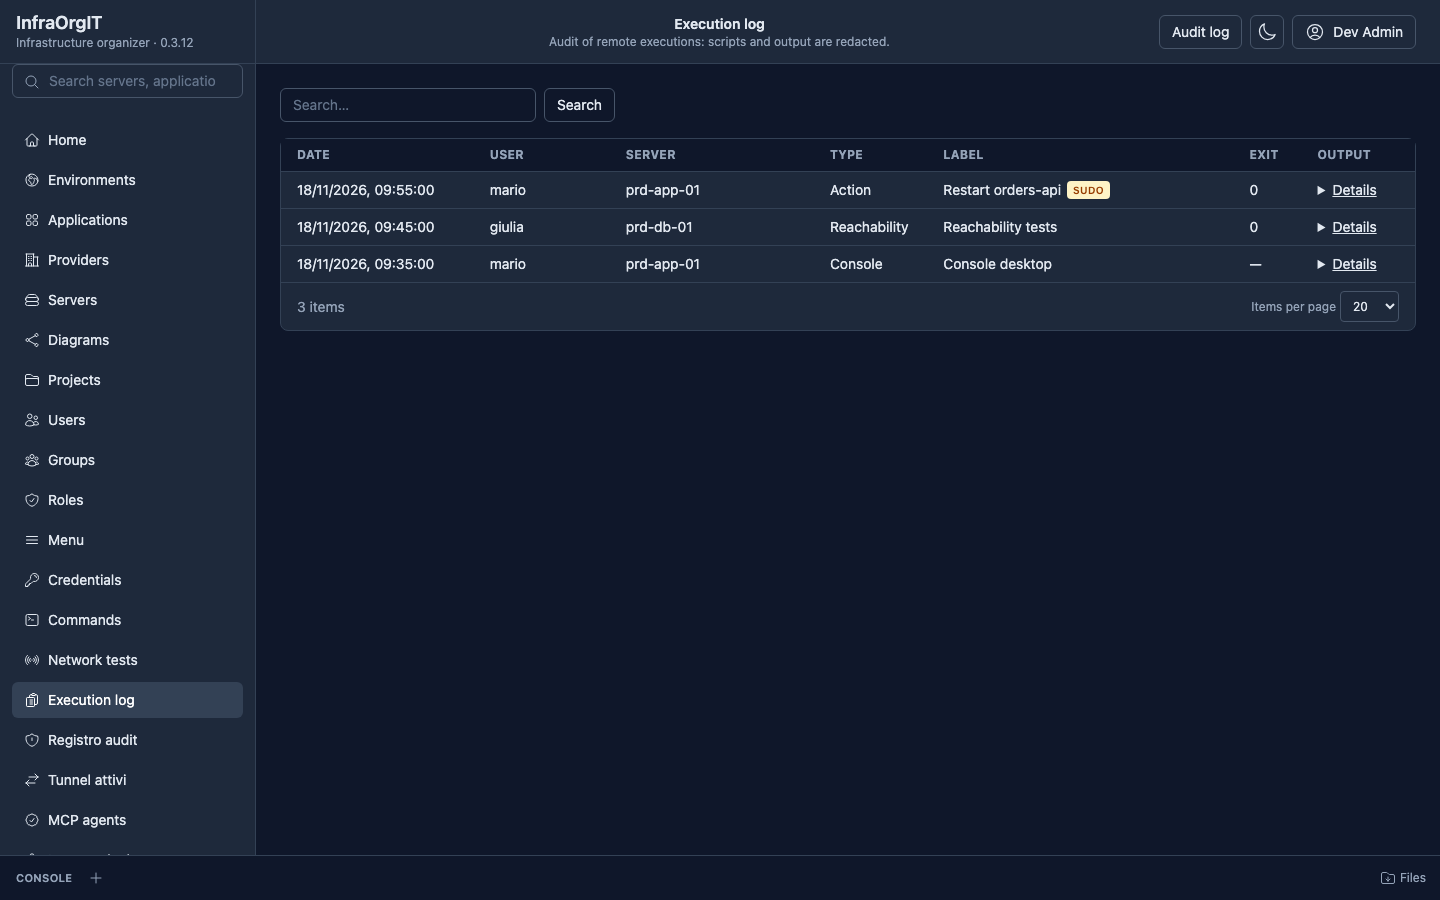 InfraOrgIT
Infrastructure organizer · 0.3.12
Execution log
Audit of remote executions: scripts and output are redacted.
Audit log
Dev Admin
Search servers, applicatio
Home
Environments
Applications
Providers
Servers
Diagrams
Projects
Users
Groups
Roles
Menu
Credentials
Commands
Network tests
Execution log
Registro audit
Tunnel attivi
MCP agents
Search...
Search
DATE USER SERVER TYPE LABEL EXIT OUTPUT
18/11/2026, 09:55:00 mario prd-app-01 Action Restart orders-api SUDO 0 ▶ Details
18/11/2026, 09:45:00 giulia prd-db-01 Reachability Reachability tests 0 ▶ Details
18/11/2026, 09:35:00 mario prd-app-01 Console Console desktop — ▶ Details
3 items
Items per page 20
CONSOLE +
Files